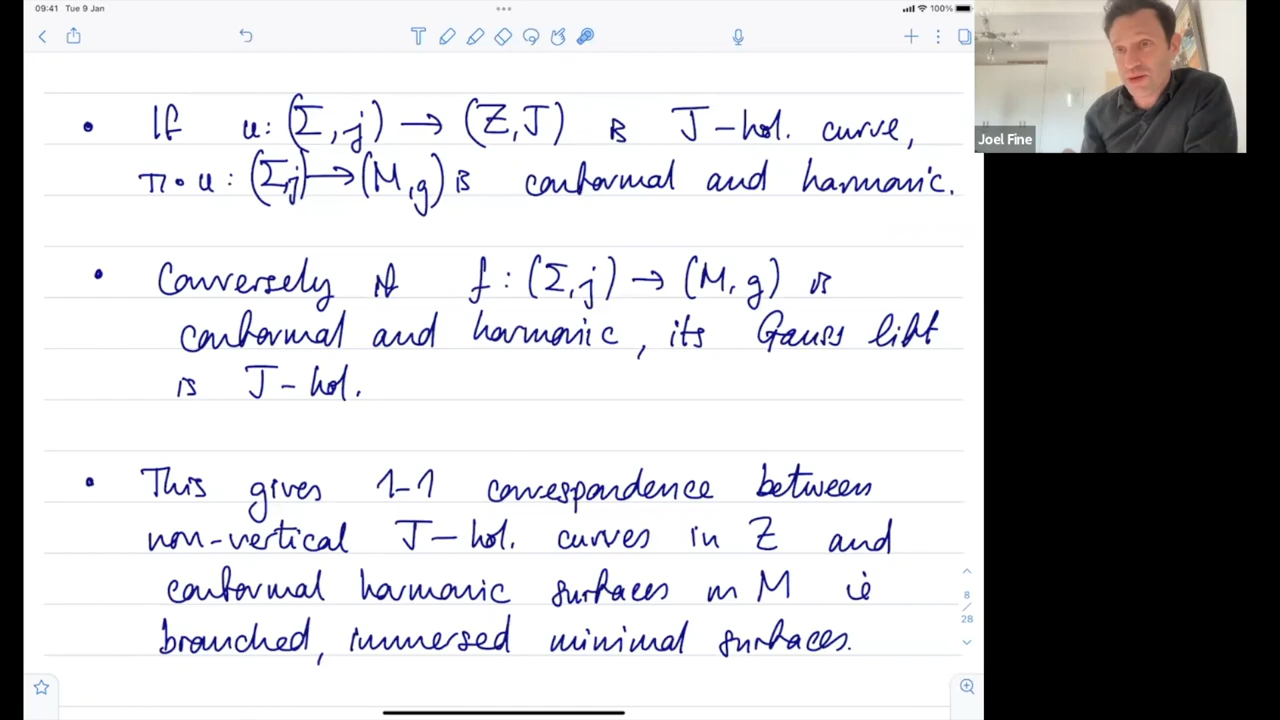 09:41 Tue 9 Jan
100%
Joel Fine
• If u: (Σ, j) → (Z, J) is J-hol. curve,
π∘u : (Σ, j) → (M, g) is conformal and harmonic.
• Conversely if f : (Σ, j) → (M, g) is
conformal and harmonic, its Gauss lift
is J-hol.
• This gives 1-1 correspondence between
non-vertical J-hol. curves in Z and
conformal harmonic surfaces in M ie
branched, immersed minimal surfaces.
8
/
28